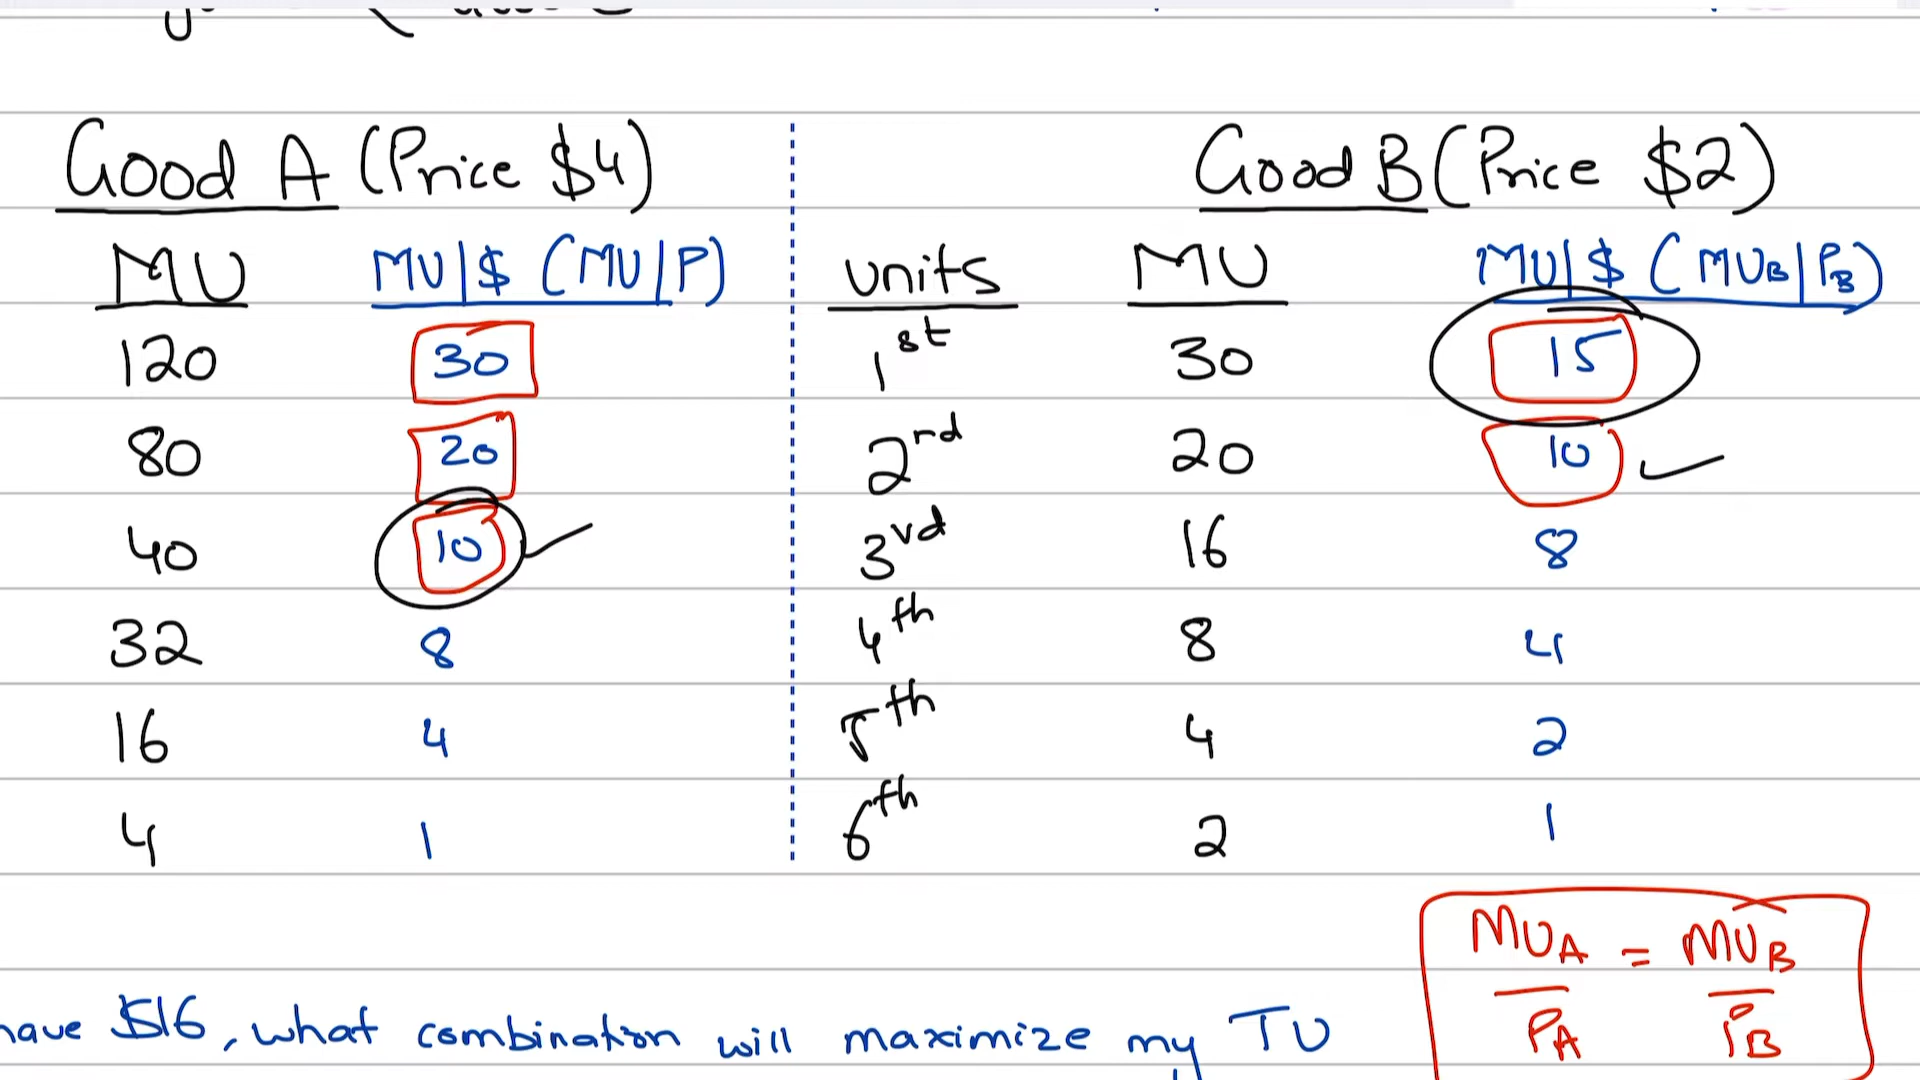 Good A (Price $4) Good B (Price $2)
MU MU|$ (MU|P) units MU MU|$ (MUB|PB)
120 30 1st 30 15
80 20 2rd 20 10
40 10 3rd 16 8
32 8 4th 8 4
16 4 5th 4 2
4 1 6th 2 1
MUA = MUB
PA PB
have $16, what combination will maximize my TU